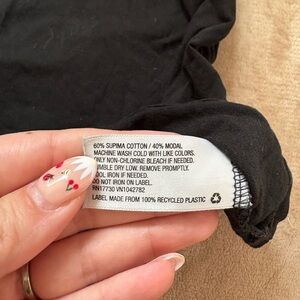 60% SUPIMA COTTON / 40% MODAL
MACHINE WASH COLD WITH LIKE COLORS.
ONLY NON-CHLORINE BLEACH IF NEEDED.
TUMBLE DRY LOW. REMOVE PROMPTLY.
COOL IRON IF NEEDED.
DO NOT IRON ON LABEL.
RN17730 VN1042782
LABEL MADE FROM 100% RECYCLED PLASTIC